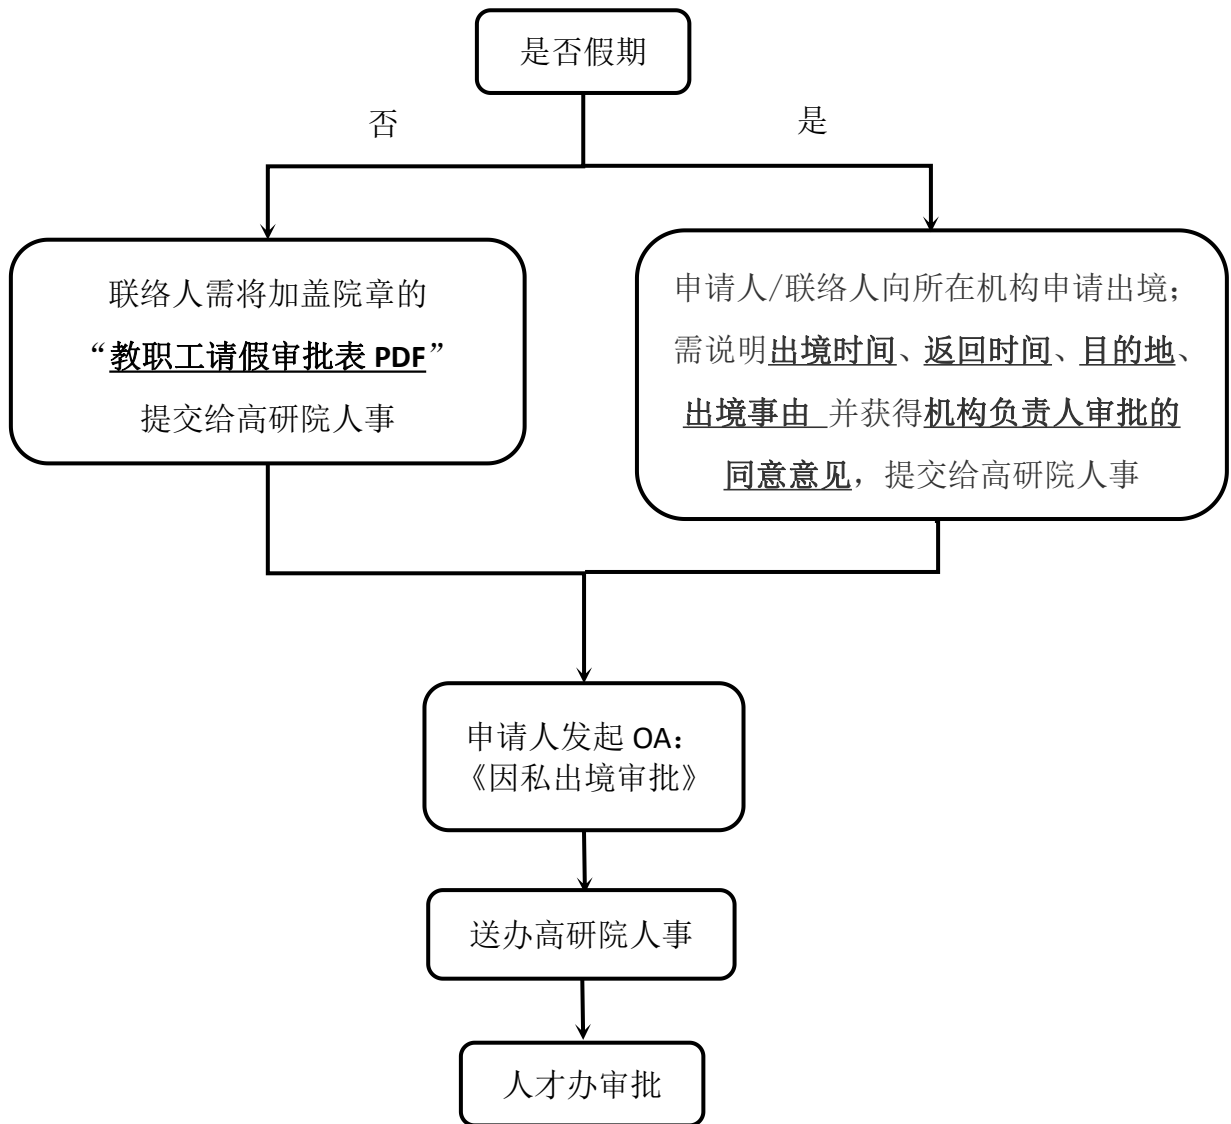 是否假期
否
是
联络人需将加盖院章的
“教职工请假审批表 PDF”
提交给高研院人事
申请人/联络人向所在机构申请出境；
需说明出境时间、返回时间、目的地、
出境事由 并获得机构负责人审批的
同意意见，提交给高研院人事
申请人发起 OA：
《因私出境审批》
送办高研院人事
人才办审批